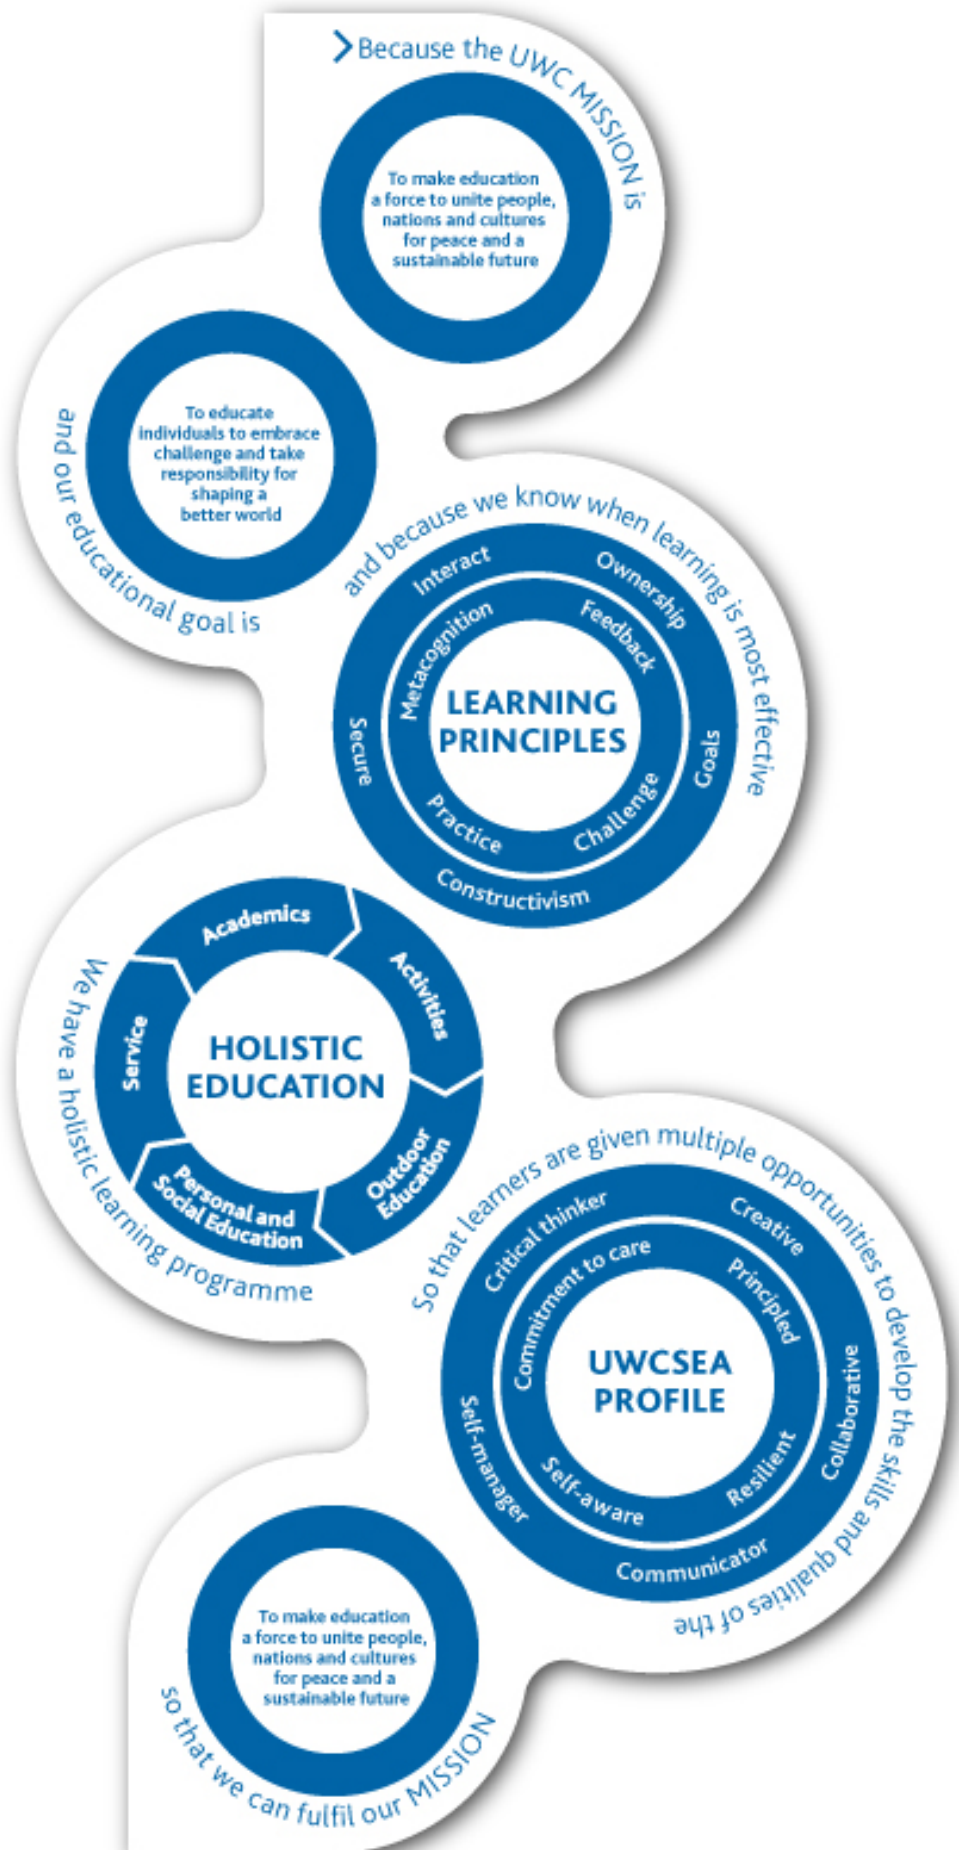 Because the UWC MISSION is
To make education
a force to unite people,
nations and cultures
for peace and a
sustainable future
and our educational goal is
To educate
individuals to embrace
challenge and take
responsibility for
shaping a
better world
and because we know when learning is most effective
Interact
Ownership
Goals
Constructivism
Secure
Metacognition
Feedback
Challenge
Practice
LEARNING
PRINCIPLES
We have a holistic learning programme
Academics
Activities
Outdoor
Education
Personal and
Social Education
Service
HOLISTIC
EDUCATION
So that learners are given multiple opportunities to develop the skills and qualities of the
Critical thinker
Creative
Collaborative
Communicator
Self-manager
Commitment to care
Principled
Resilient
Self-aware
UWCSEA
PROFILE
so that we can fulfil our MISSION
To make education
a force to unite people,
nations and cultures
for peace and a
sustainable future